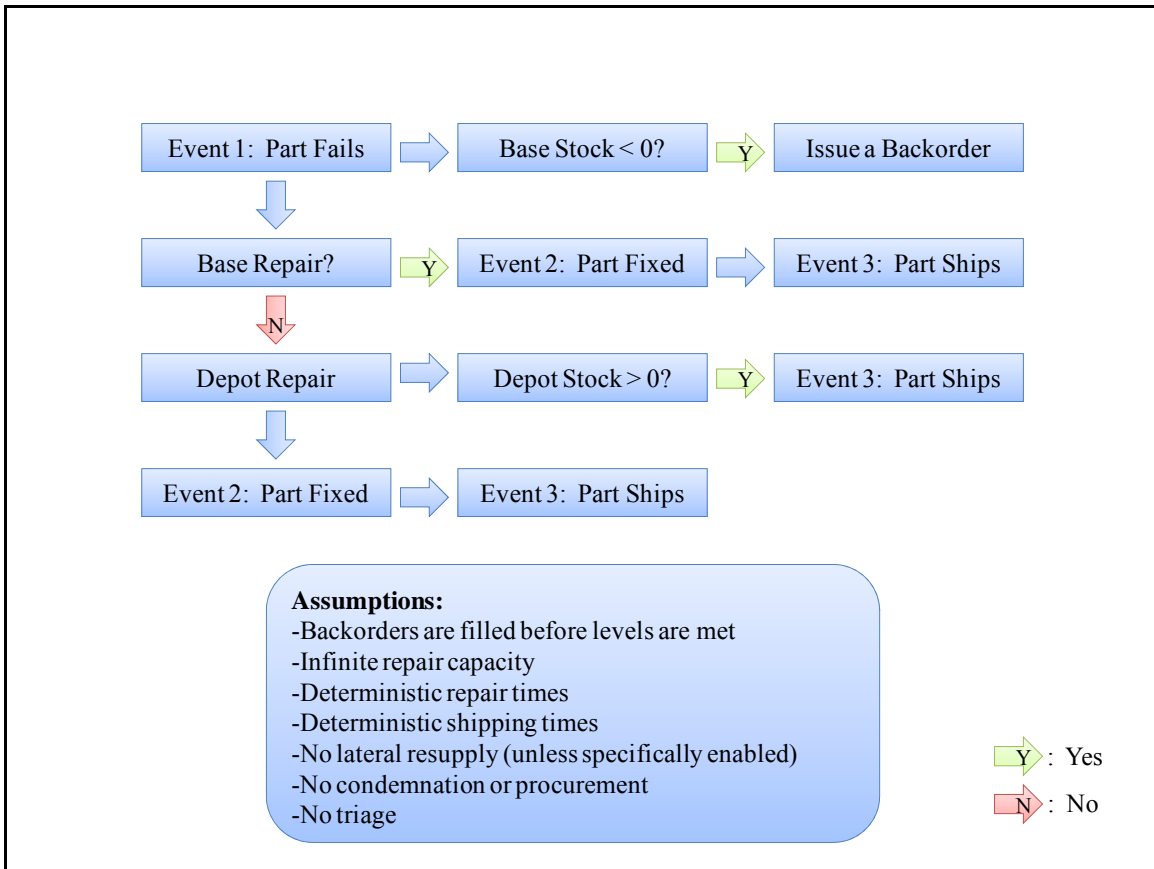 Event 1: Part Fails
Base Stock < 0?
Y
Issue a Backorder
Base Repair?
Y
Event 2: Part Fixed
Event 3: Part Ships
N
Depot Repair
Depot Stock > 0?
Y
Event 3: Part Ships
Event 2: Part Fixed
Event 3: Part Ships
Assumptions:
-Backorders are filled before levels are met
-Infinite repair capacity
-Deterministic repair times
-Deterministic shipping times
-No lateral resupply (unless specifically enabled)
-No condemnation or procurement
-No triage
Y : Yes
N : No